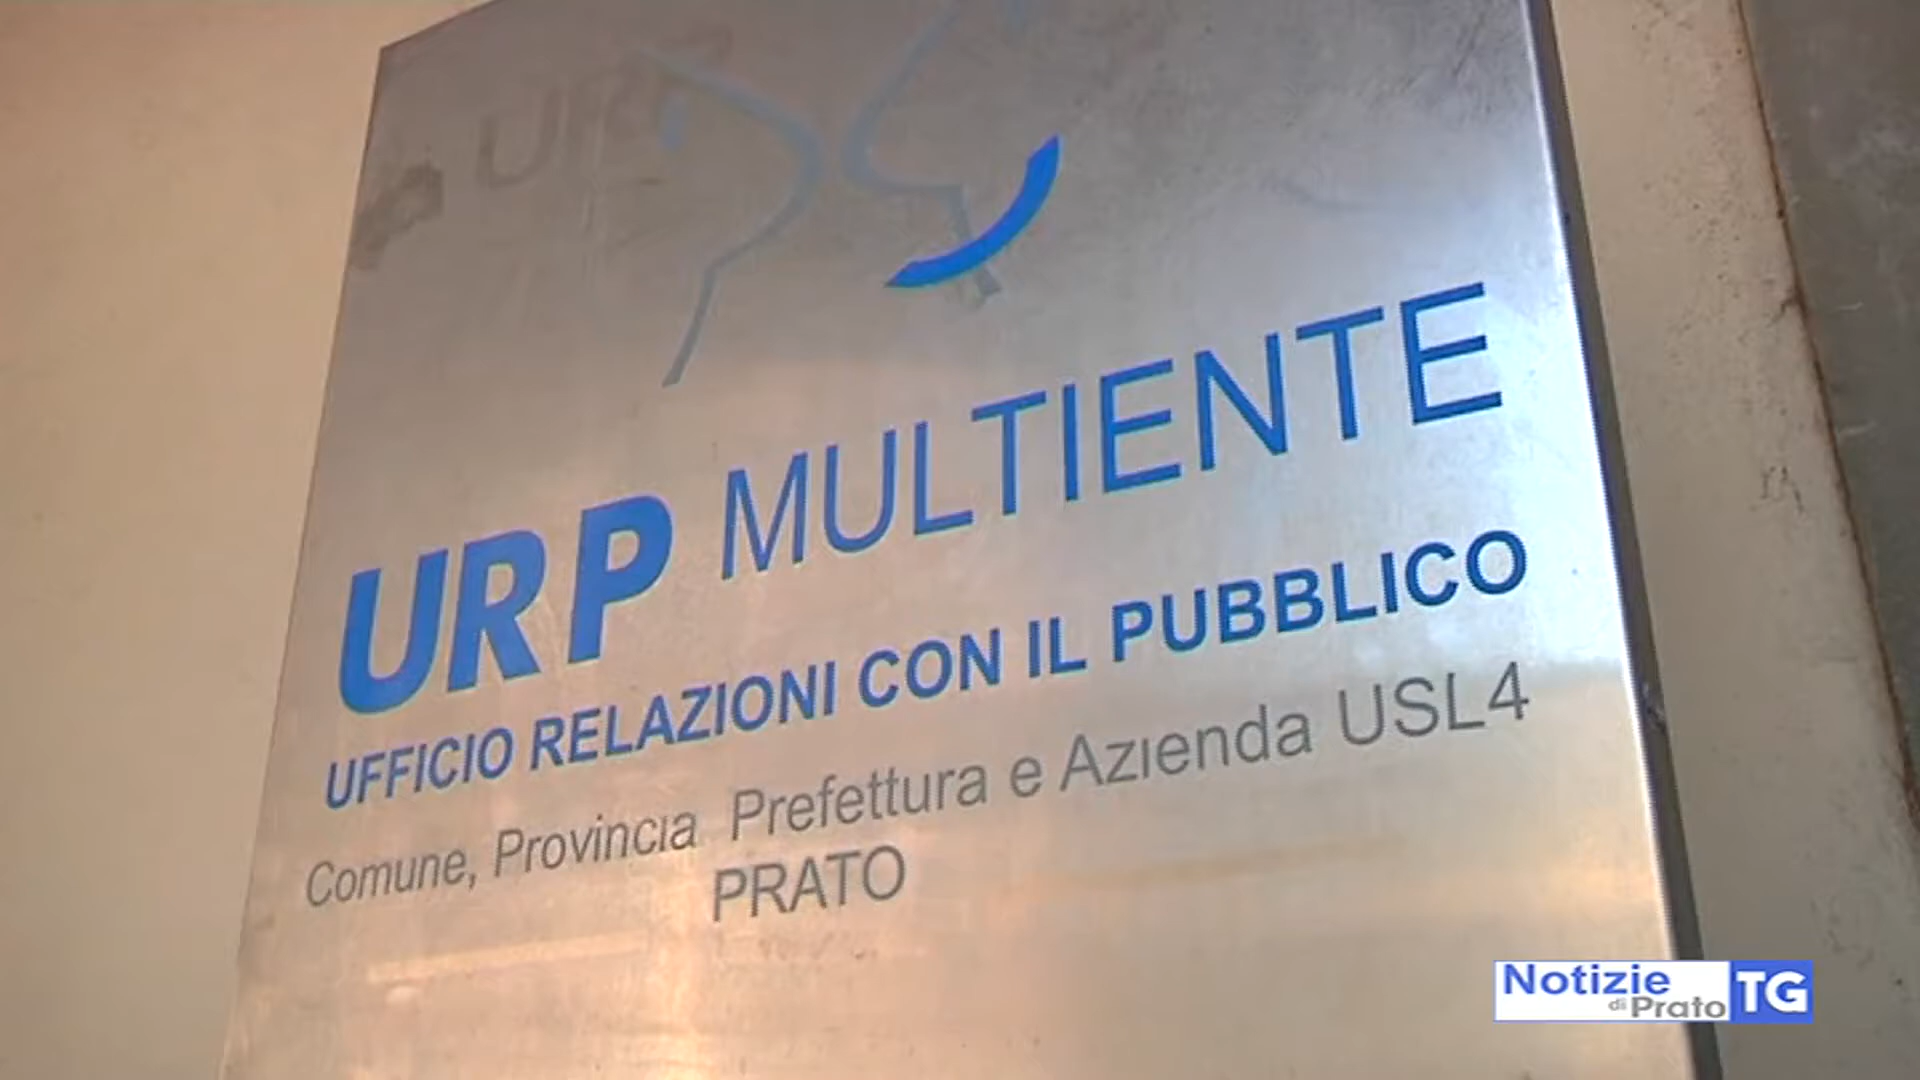 URP MULTIENTE
UFFICIO RELAZIONI CON IL PUBBLICO
Comune, Provincia Prefettura e Azienda USL4
PRATO
Notizie
di Prato
TG